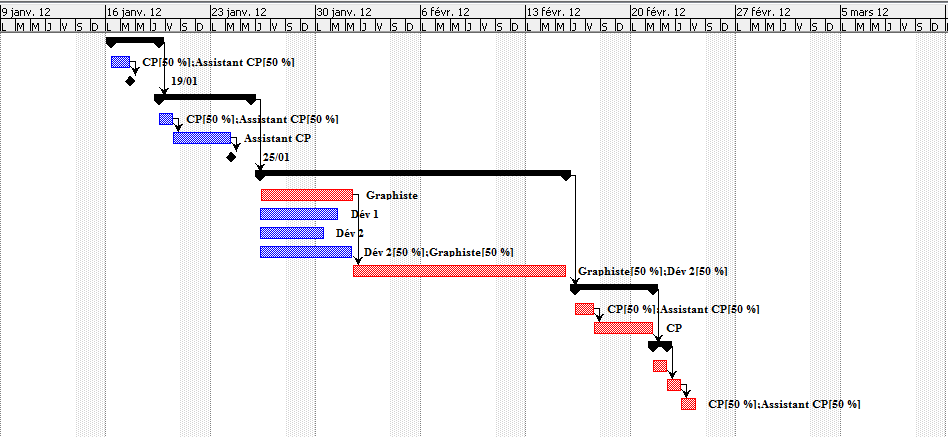 9 janv. 12 16 janv. 12 23 janv. 12 30 janv. 12 6 févr. 12 13 févr. 12 20 févr. 12 27 févr. 12 5 mars 12
L M M J V S D L M M J V S D L M M J V S D L M M J V S D L M M J V S D L M M J V S D L M M J V S D L M M J V S D L M M J V S D
CP[50 %];Assistant CP[50 %]
19/01
CP[50 %];Assistant CP[50 %]
Assistant CP
25/01
Graphiste
Dév 1
Dév 2
Dév 2[50 %];Graphiste[50 %]
Graphiste[50 %];Dév 2[50 %]
CP[50 %];Assistant CP[50 %]
CP
CP[50 %];Assistant CP[50 %]